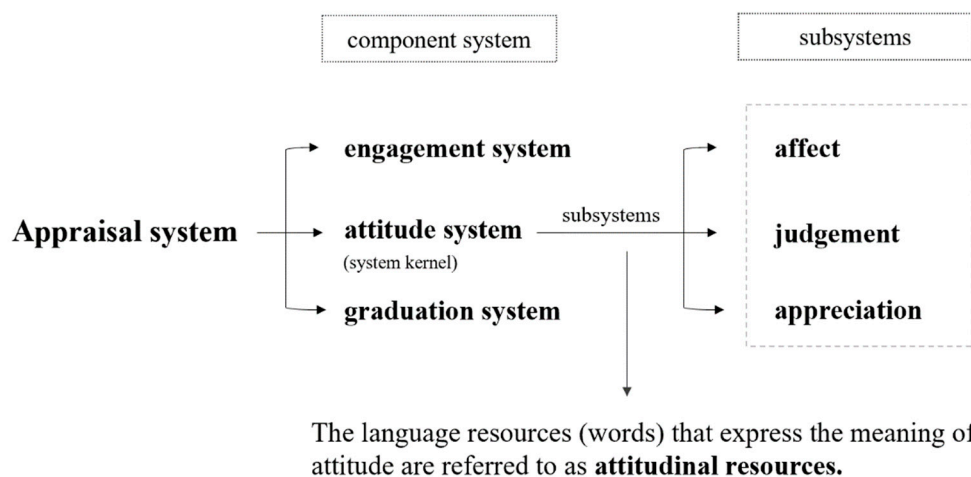 component system
subsystems
engagement system
affect
Appraisal system
attitude system
subsystems
judgement
(system kernel)
graduation system
appreciation
The language resources (words) that express the meaning of
attitude are referred to as attitudinal resources.